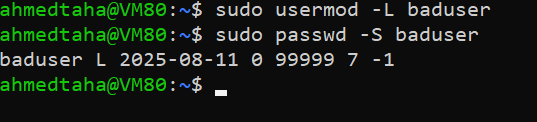 ahmedtaha@VM80:~$ sudo usermod -L baduser
ahmedtaha@VM80:~$ sudo passwd -S baduser
baduser L 2025-08-11 0 99999 7 -1
ahmedtaha@VM80:~$